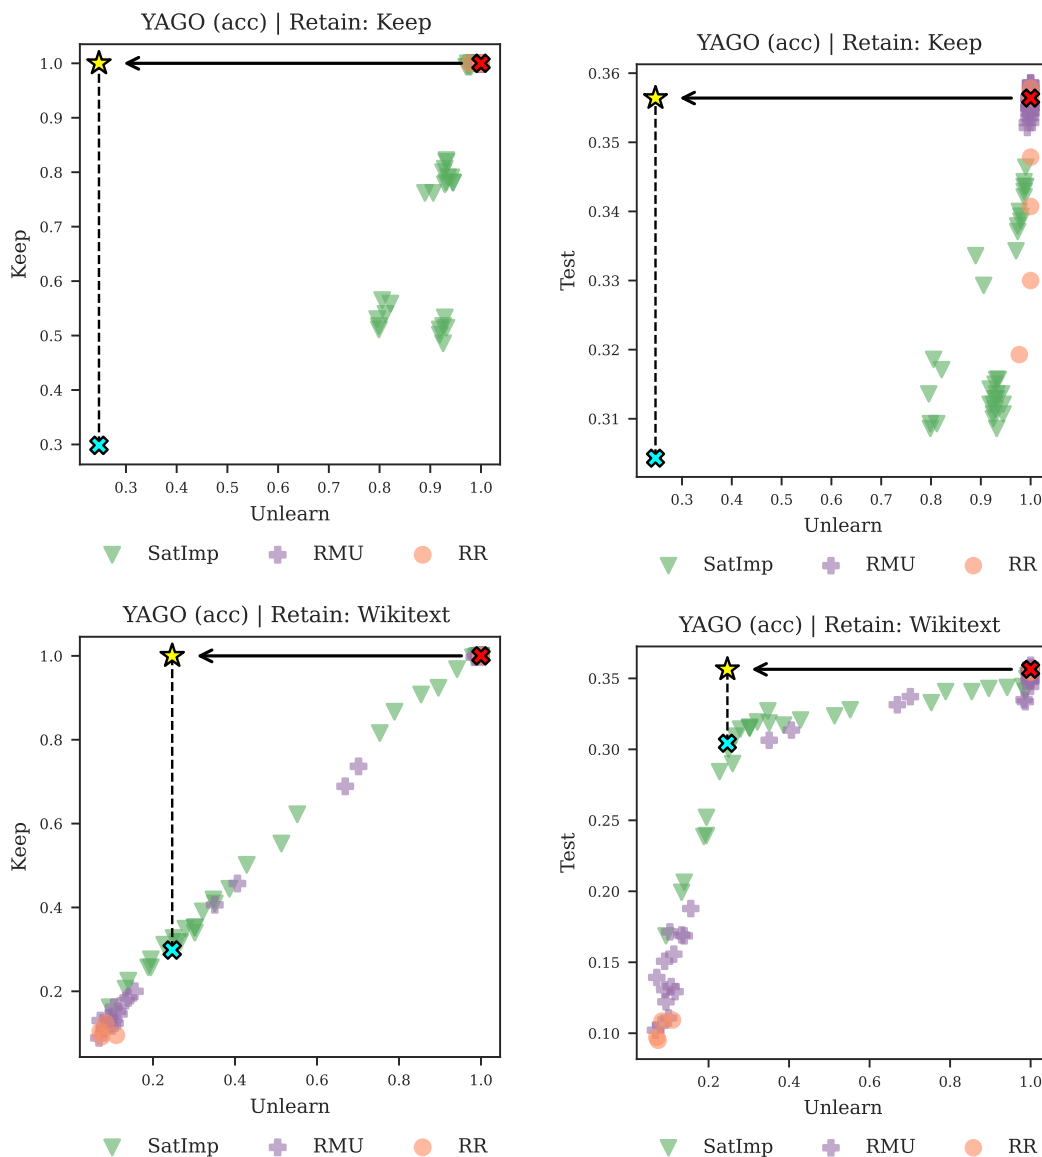 YAGO (acc) | Retain: Keep
1.0
0.9
0.8
0.7
0.6
0.5
0.4
0.3
Keep
0.3 0.4 0.5 0.6 0.7 0.8 0.9 1.0
Unlearn
SatImp RMU RR
YAGO (acc) | Retain: Keep
0.36
0.35
0.34
0.33
0.32
0.31
Test
0.3 0.4 0.5 0.6 0.7 0.8 0.9 1.0
Unlearn
SatImp RMU RR
YAGO (acc) | Retain: Wikitext
1.0
0.8
0.6
0.4
0.2
Keep
0.2 0.4 0.6 0.8 1.0
Unlearn
SatImp RMU RR
YAGO (acc) | Retain: Wikitext
0.35
0.30
0.25
0.20
0.15
0.10
Test
0.2 0.4 0.6 0.8 1.0
Unlearn
SatImp RMU RR